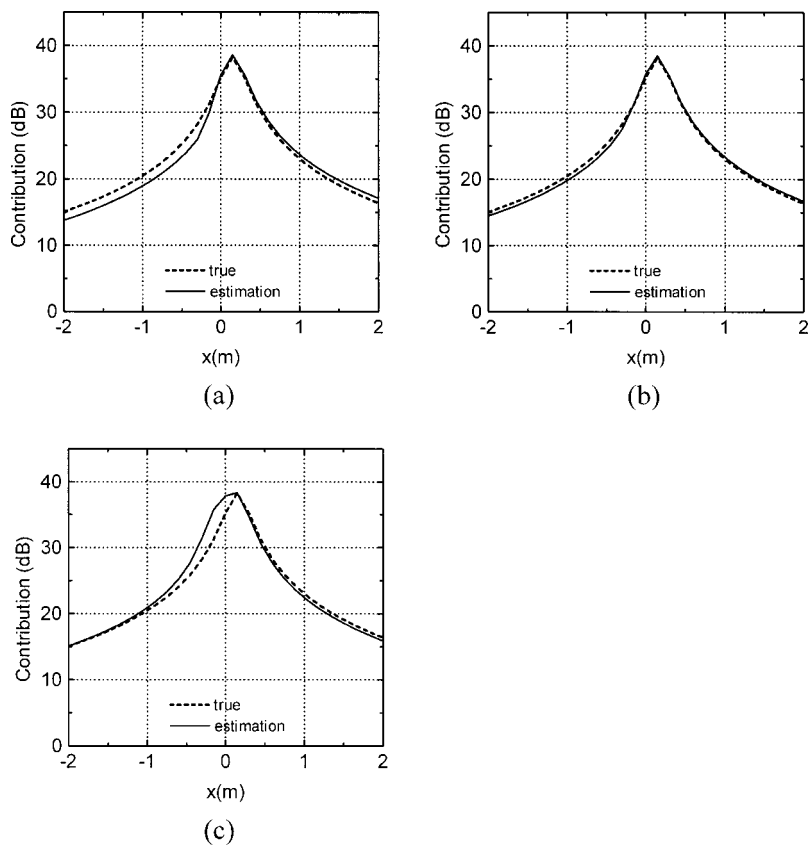 40
30
20
10
0
Contribution (dB)
true
estimation
-2 -1 0 1 2
x(m)
(a)
40
30
20
10
0
Contribution (dB)
true
estimation
-2 -1 0 1 2
x(m)
(b)
40
30
20
10
0
Contribution (dB)
true
estimation
-2 -1 0 1 2
x(m)
(c)